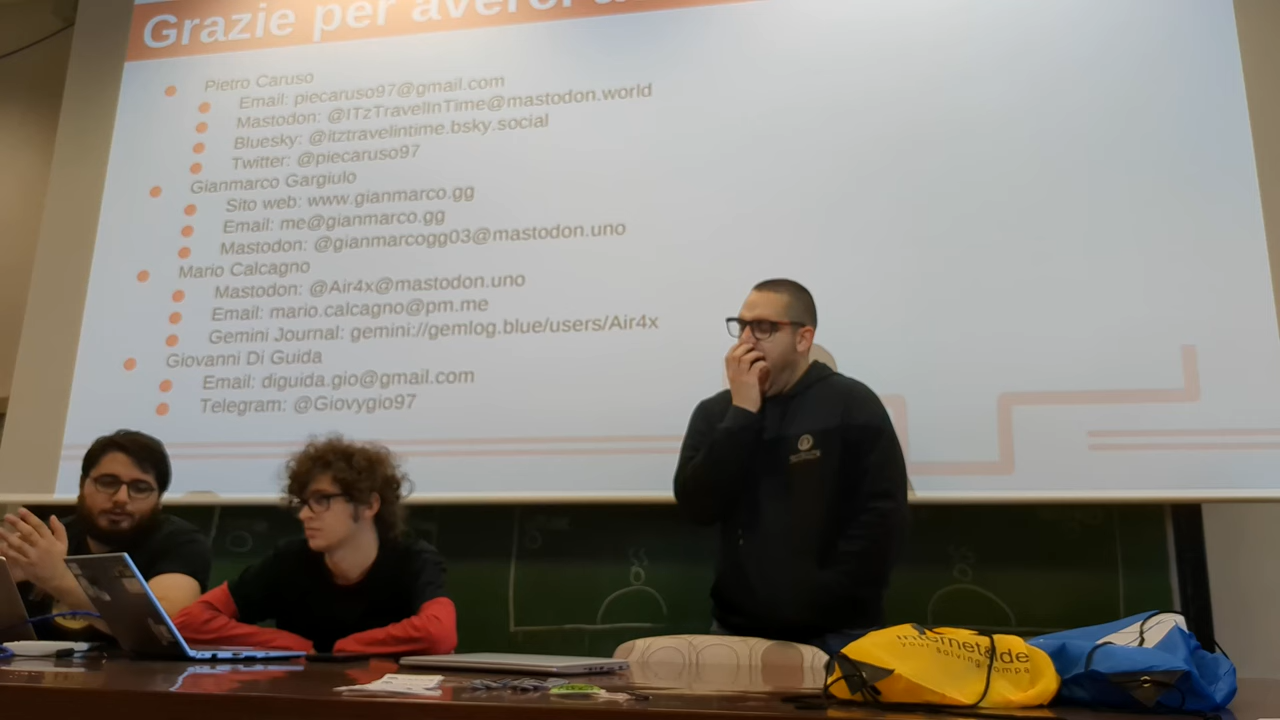 Grazie per averci
Pietro Caruso
Email: piecaruso97@gmail.com
Mastodon: @ITzTravelInTime@mastodon.world
Bluesky: @itztravelintime.bsky.social
Twitter: @piecaruso97
Gianmarco Gargiulo
Sito web: www.gianmarco.gg
Email: me@gianmarco.gg
Mastodon: @gianmarcogg03@mastodon.uno
Mario Calcagno
Mastodon: @Air4x@mastodon.uno
Email: mario.calcagno@pm.me
Gemini Journal: gemini://gemlog.blue/users/Air4x
Giovanni Di Guida
Email: diguida.gio@gmail.com
Telegram: @Giovygio97
your solving